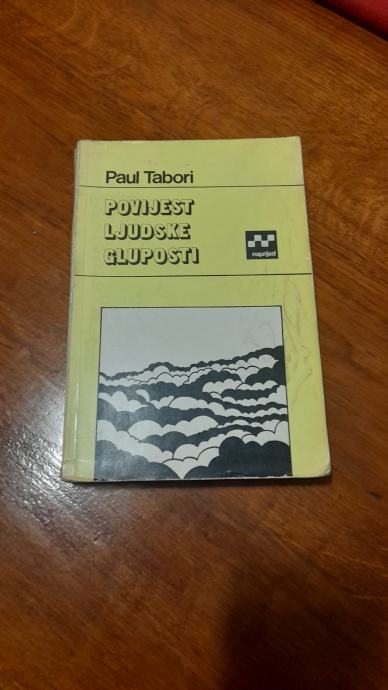 Paul Tabori
POVIJEST
LJUDSKE
GLUPOSTI
naprijed